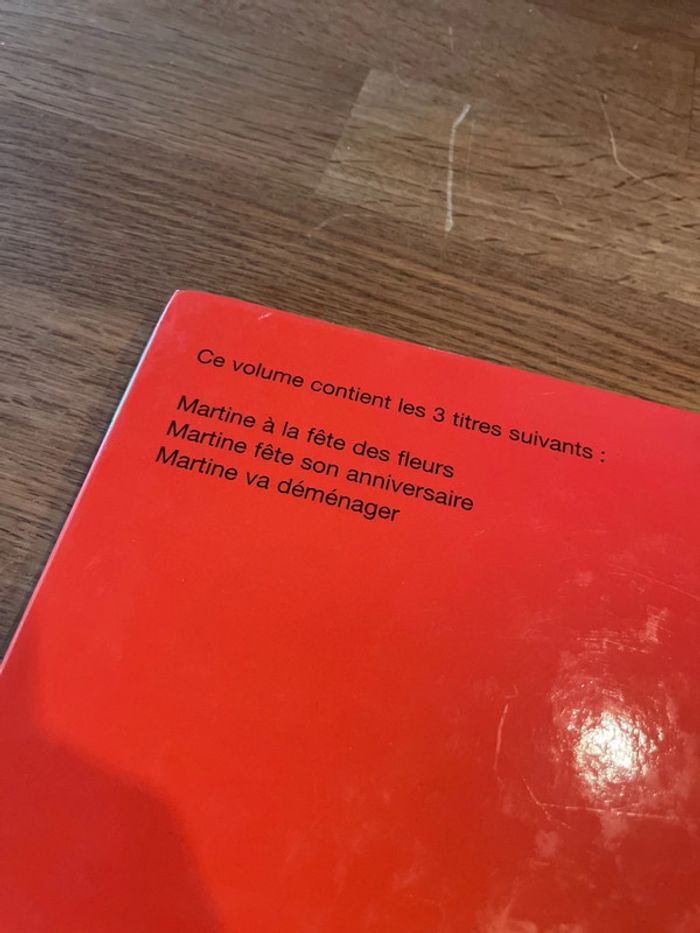 Ce volume contient les 3 titres suivants :
Martine à la fête des fleurs
Martine fête son anniversaire
Martine va déménager